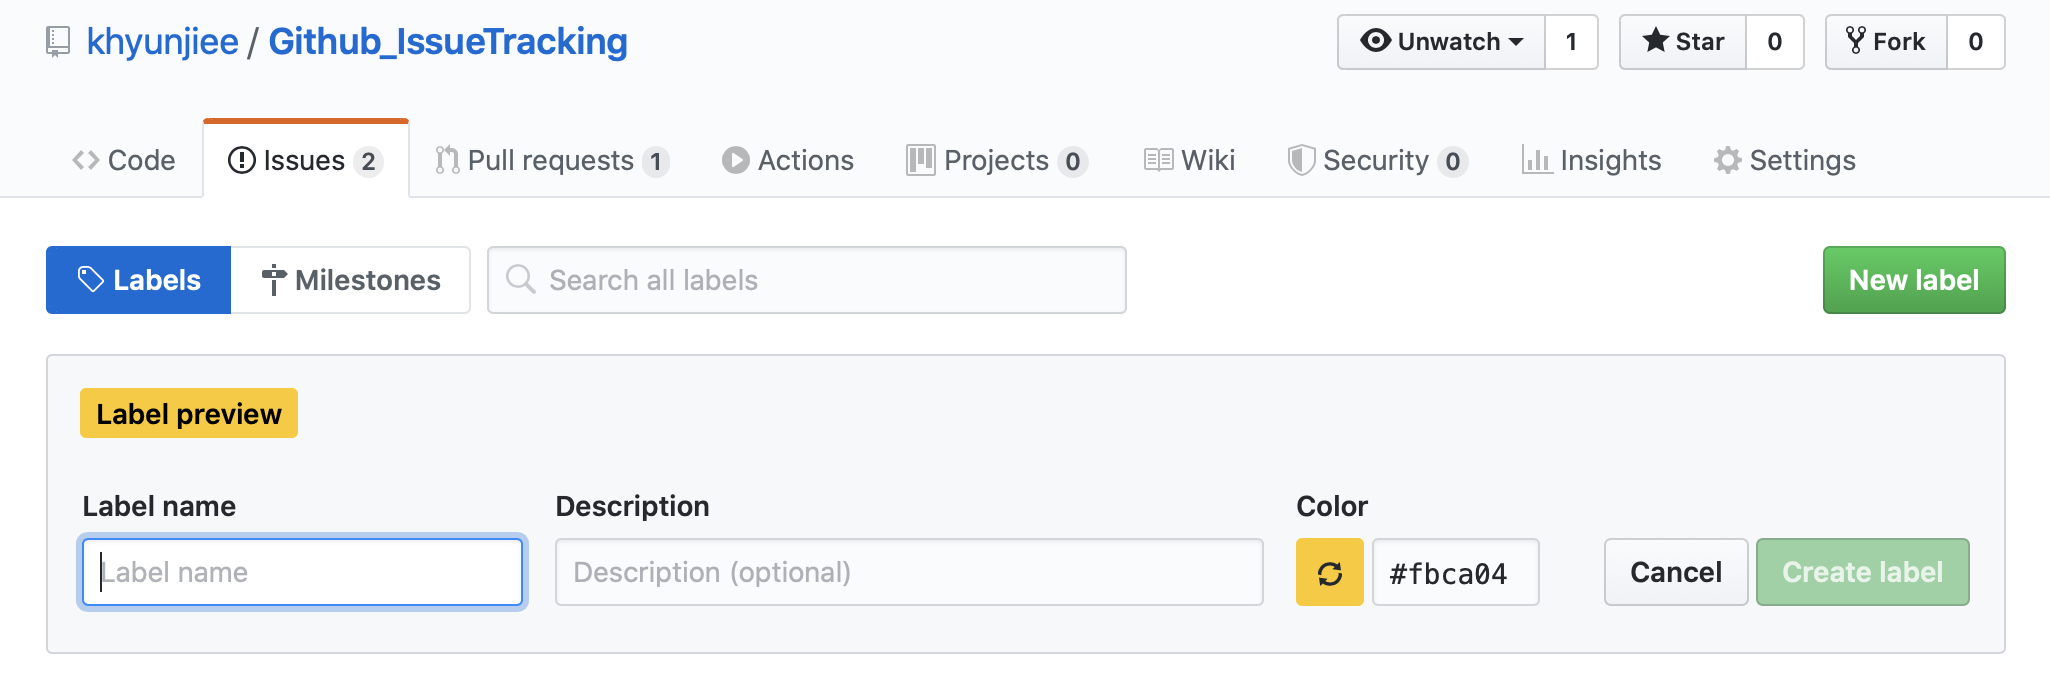 khyunjiee / Github_IssueTracking
Unwatch 1 Star 0 Fork 0
Code Issues 2 Pull requests 1 Actions Projects 0 Wiki Security 0 Insights Settings
Labels Milestones Search all labels New label
Label preview
Label name Description Color
Label name Description (optional) #fbca04 Cancel Create label